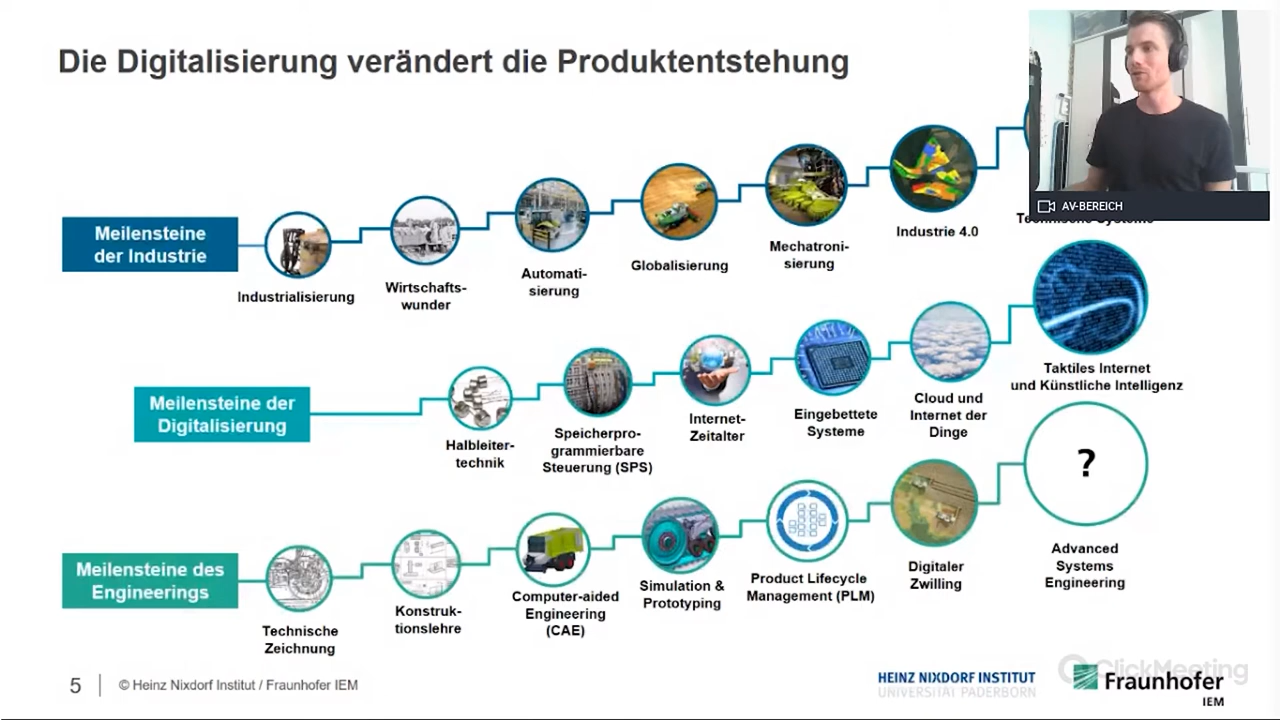 Die Digitalisierung verändert die Produktentstehung
AV-BEREICH
Meilensteine
der Industrie
Industrialisierung
Wirtschafts-
wunder
Automati-
sierung
Globalisierung
Mechatroni-
sierung
Industrie 4.0
Technische Systeme
Meilensteine der
Digitalisierung
Halbleiter-
technik
Speicherpro-
grammierbare
Steuerung (SPS)
Internet-
Zeitalter
Eingebettete
Systeme
Cloud und
Internet der
Dinge
Taktiles Internet
und Künstliche Intelligenz
Meilensteine des
Engineerings
Technische
Zeichnung
Konstruk-
tionslehre
Computer-aided
Engineering
(CAE)
Simulation &
Prototyping
Product Lifecycle
Management (PLM)
Digitaler
Zwilling
?
Advanced
Systems
Engineering
5
© Heinz Nixdorf Institut / Fraunhofer IEM
HEINZ NIXDORF INSTITUT
UNIVERSITÄT PADERBORN
ClickMeeting
Fraunhofer
IEM